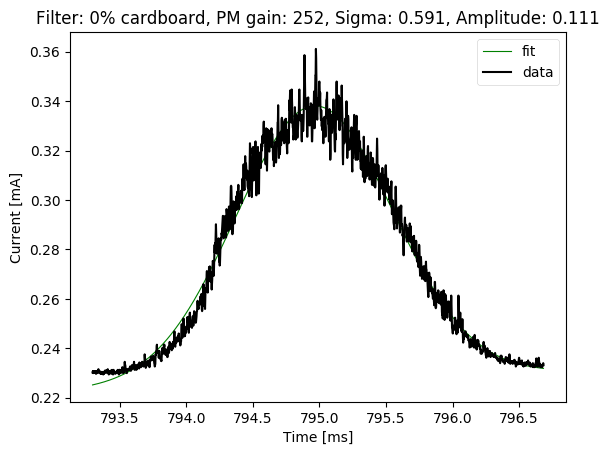 Filter: 0% cardboard, PM gain: 252, Sigma: 0.591, Amplitude: 0.111
fit
data
0.36
0.34
0.32
0.30
0.28
0.26
0.24
0.22
Current [mA]
793.5 794.0 794.5 795.0 795.5 796.0 796.5
Time [ms]